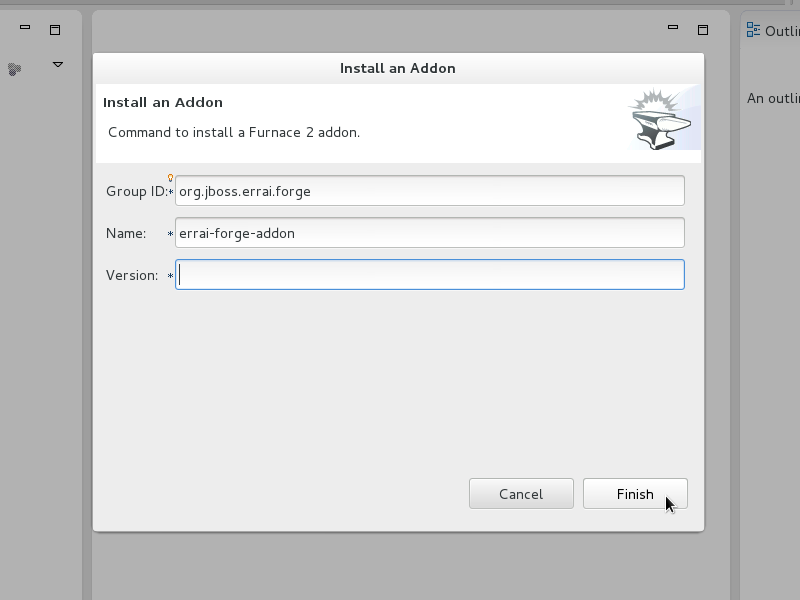 Install an Addon
Outli
Install an Addon
Command to install a Furnace 2 addon.
An outlin
Group ID:* org.jboss.errai.forge
Name: * errai-forge-addon
Version: *
Cancel Finish